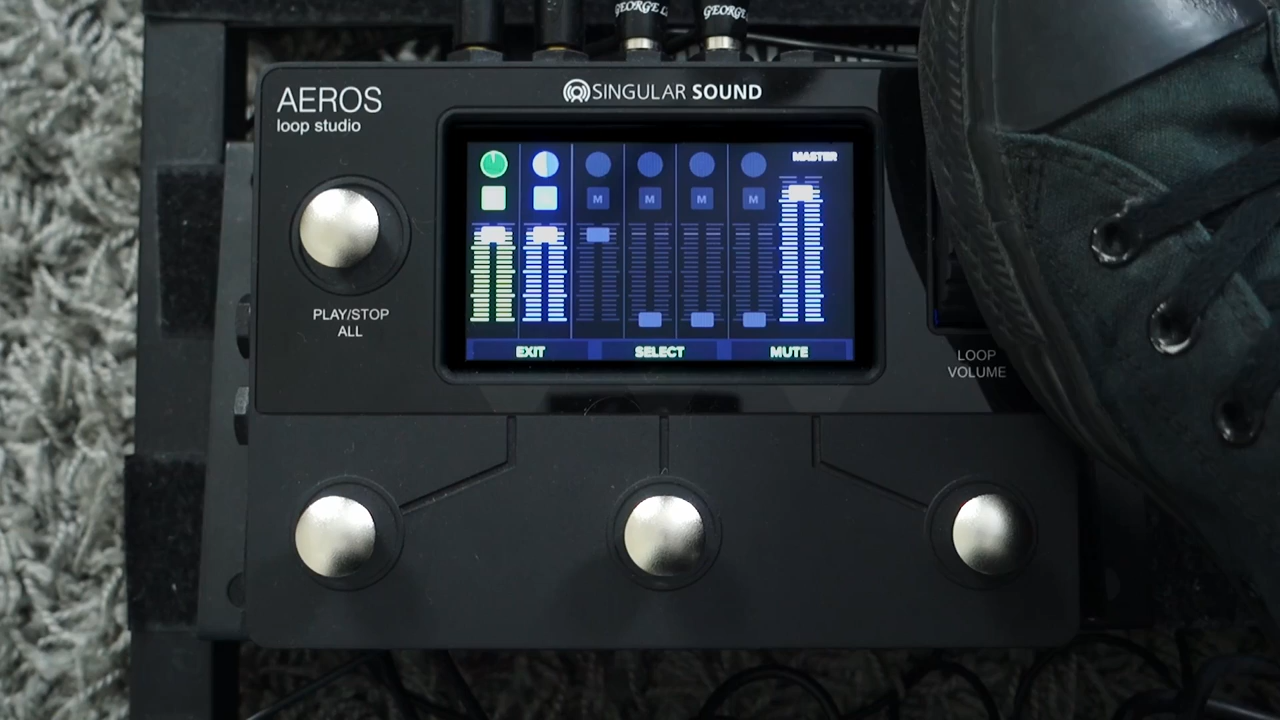 GEORGE L
GEORGE L
AEROS
loop studio
SINGULAR SOUND
MASTER
M M M M
EXIT SELECT MUTE
PLAY/STOP
ALL
LOOP
VOLUME